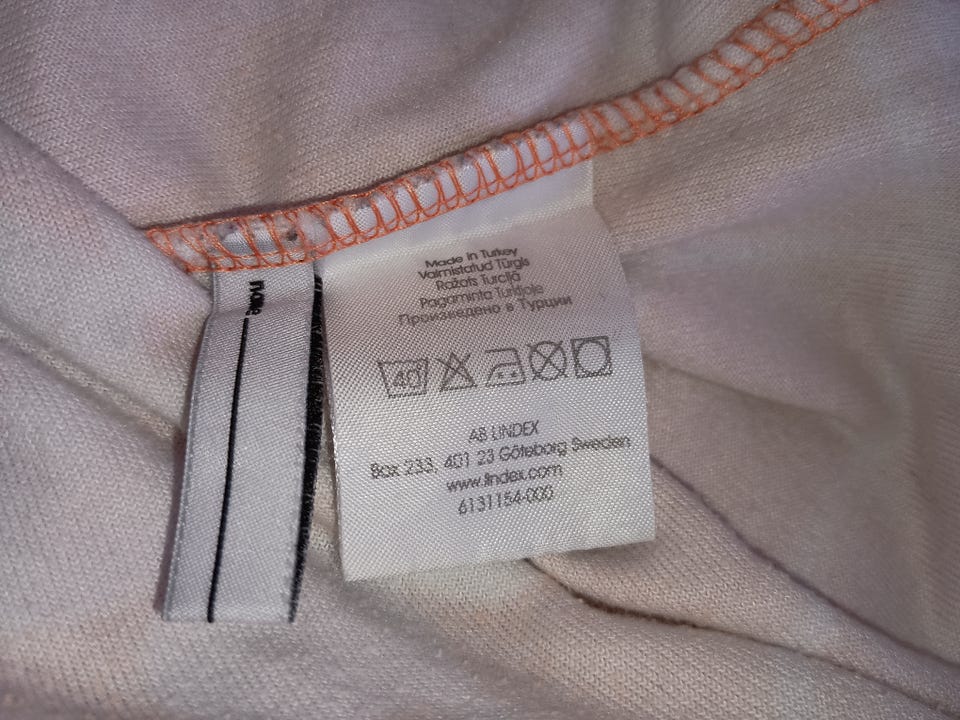 Made in Turkey
Valmistatud Türgis
Ražots Turcijā
Pagaminta Turkijoje
Произведено в Турции
40
AB LINDEX
Box 233, 401 23 Göteborg Sweden
www.lindex.com
6131154-000